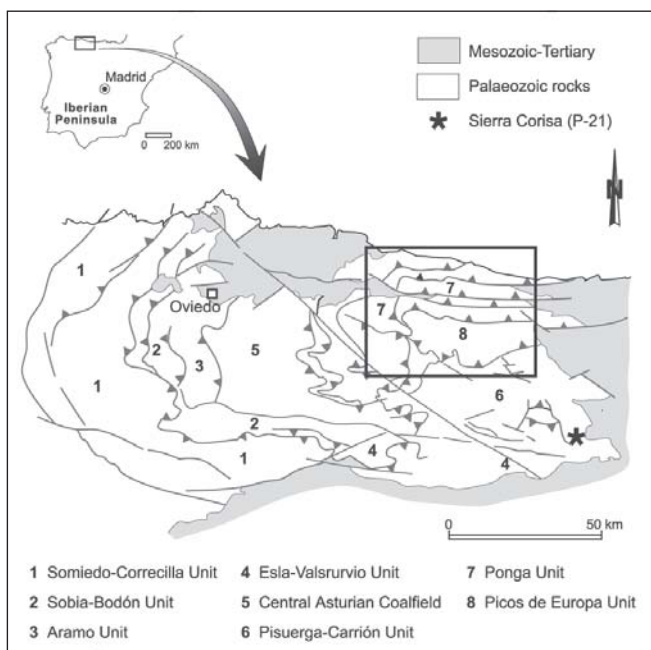 Madrid
Iberian
Peninsula
0 200 km
Mesozoic-Tertiary
Palaeozoic rocks
Sierra Corisa (P-21)
N
1
7
Oviedo
7
8
2
3
5
1
6
2
4
1
4
0 50 km
1 Somiedo-Correcilla Unit
2 Sobia-Bodón Unit
3 Aramo Unit
4 Esla-Valsrurvio Unit
5 Central Asturian Coalfield
6 Pisuerga-Carrión Unit
7 Ponga Unit
8 Picos de Europa Unit